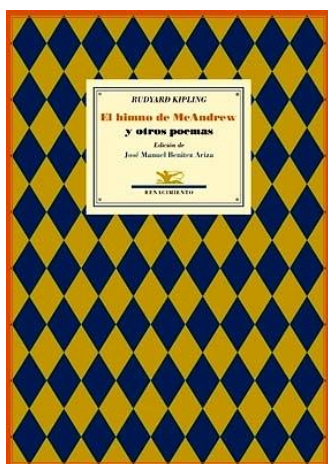 RUDYARD KIPLING
El himno de McAndrew
y otros poemas
Edición de
José Manuel Benítez Ariza
RENACIMIENTO